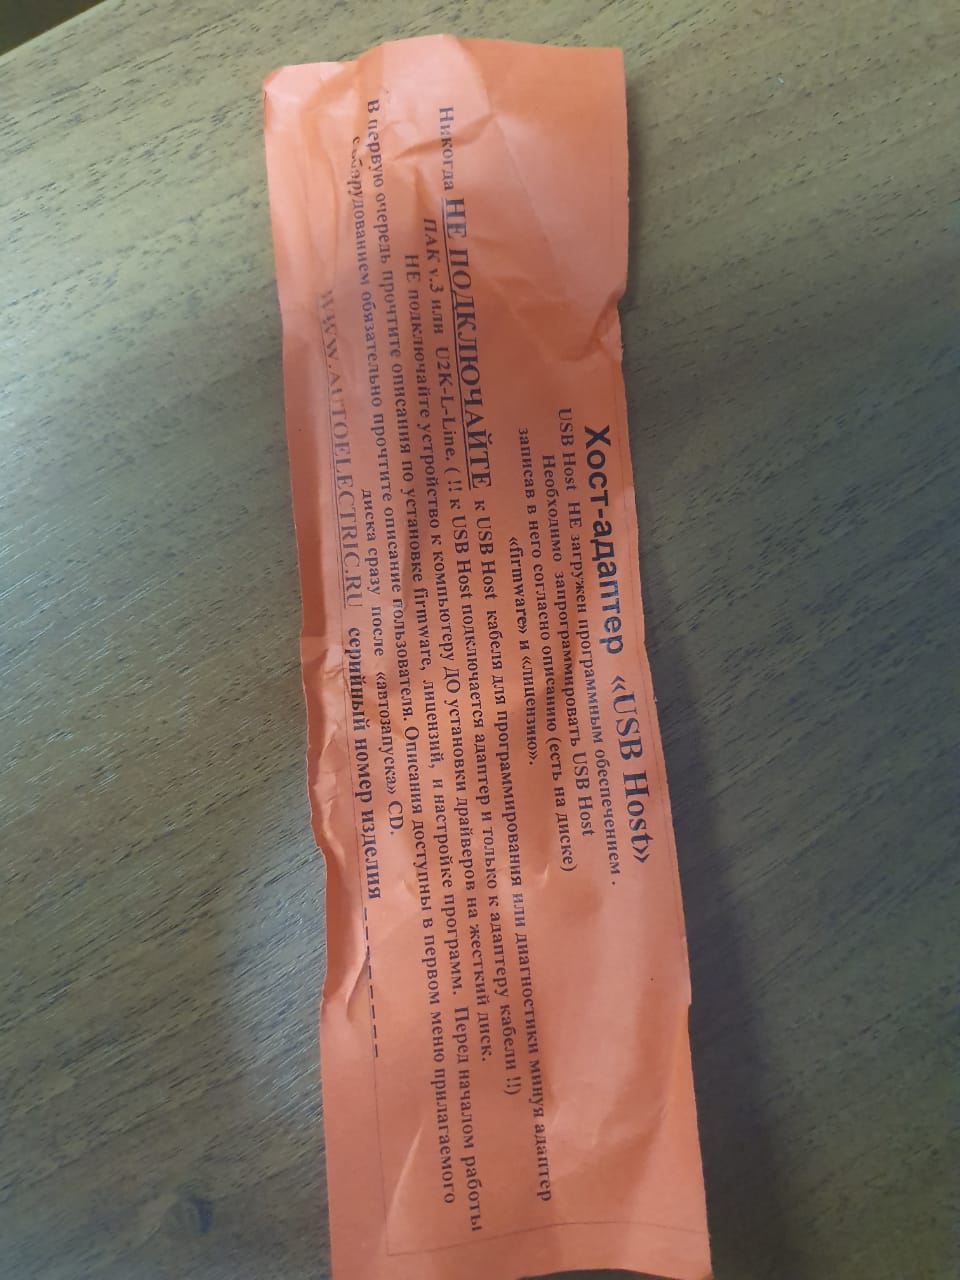 Хост-адаптер «USB Host»
USB Host НЕ загружен программным обеспечением .
Необходимо запрограммировать USB Host
записав в него согласно описанию (есть на диске)
«firmware» и «лицензию».
Никогда НЕ ПОДКЛЮЧАЙТЕ к USB Host кабеля для программирования или диагностики минуя адаптер
ПАК v.3 или U2K-L-Line. ( !! к USB Host подключается адаптер и только к адаптеру кабели !!)
НЕ подключайте устройство к компьютеру ДО установки драйверов на жесткий диск.
В первую очередь прочтите описания по установке firmware, лицензий, и настройке программ. Перед началом работы
с оборудованием обязательно прочтите описание пользователя. Описания доступны в первом меню прилагаемого
диска сразу после «автозапуска» CD.
WWW.AUTOELECTRIC.RU серийный номер изделия _ _ _ _ _ _ _ _